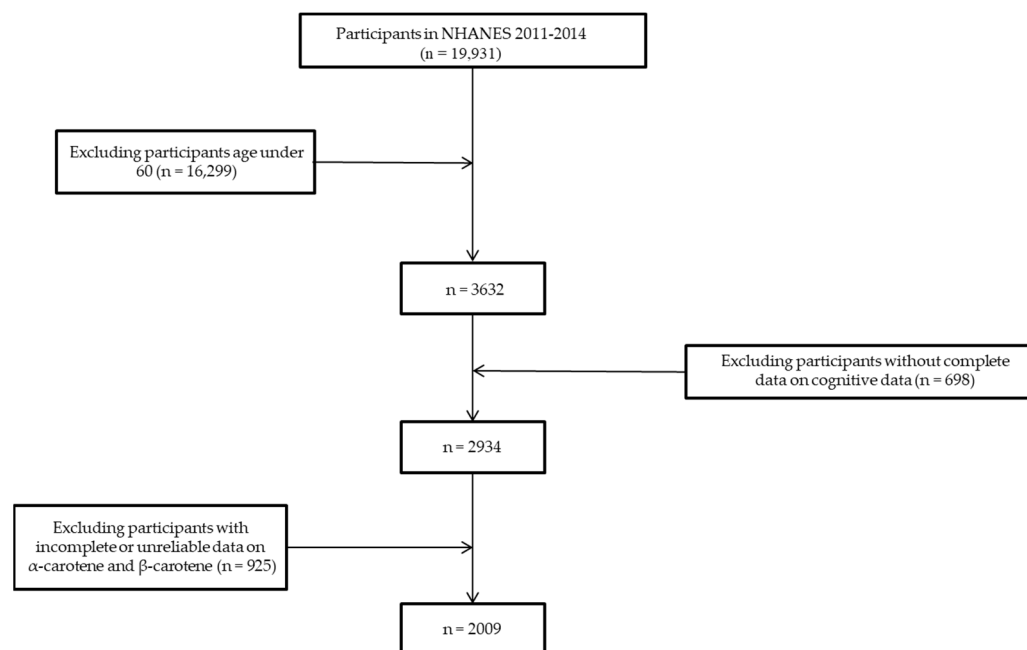 Participants in NHANES 2011-2014
(n = 19,931)
Excluding participants age under
60 (n = 16,299)
n = 3632
Excluding participants without complete
data on cognitive data (n = 698)
n = 2934
Excluding participants with
incomplete or unreliable data on
α-carotene and β-carotene (n = 925)
n = 2009